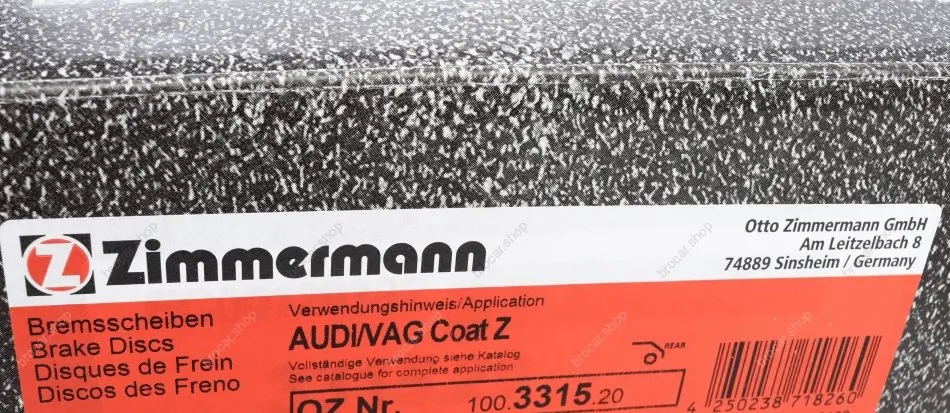 Zimmermann
Otto Zimmermann GmbH
Am Leitzelbach 8
74889 Sinsheim / Germany
Bremsscheiben
Brake Discs
Disques de Frein
Discos des Freno
Verwendungshinweis/Application
AUDI/VAG Coat Z
Vollständige Verwendung siehe Katalog
See catalogue for complete application
REAR
OZ Nr. 100.3315.20
4 250238 718260
brocar.shop